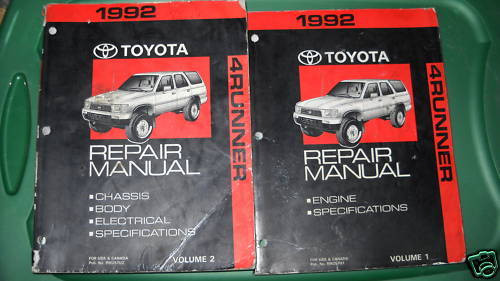 1992
TOYOTA
4RUNNER
REPAIR
MANUAL
CHASSIS
BODY
ELECTRICAL
SPECIFICATIONS
FOR USA & CANADA
VOLUME 2
1992
TOYOTA
4RUNNER
REPAIR
MANUAL
ENGINE
SPECIFICATIONS
FOR USA & CANADA
VOLUME 1